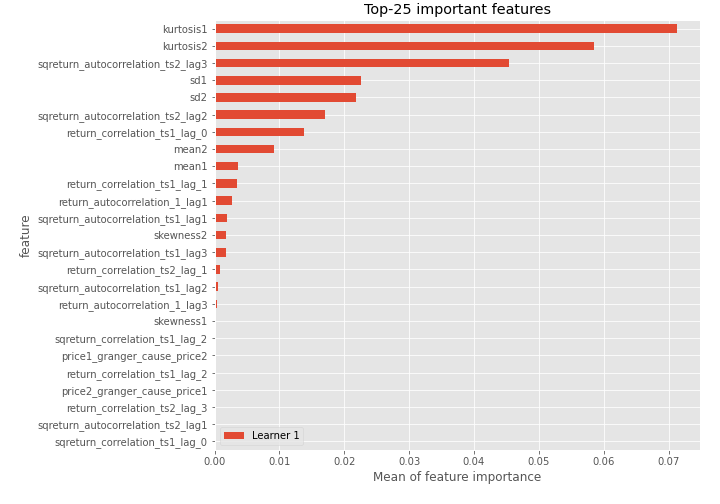 Top-25 important features
kurtosis1
kurtosis2
sqreturn_autocorrelation_ts2_lag3
sd1
sd2
sqreturn_autocorrelation_ts2_lag2
return_correlation_ts1_lag_0
mean2
mean1
return_correlation_ts1_lag_1
return_autocorrelation_1_lag1
sqreturn_autocorrelation_ts1_lag1
skewness2
sqreturn_autocorrelation_ts1_lag3
return_correlation_ts2_lag_1
sqreturn_autocorrelation_ts1_lag2
return_autocorrelation_1_lag3
skewness1
sqreturn_correlation_ts1_lag_2
price1_granger_cause_price2
return_correlation_ts1_lag_2
price2_granger_cause_price1
return_correlation_ts2_lag_3
sqreturn_autocorrelation_ts2_lag1
sqreturn_correlation_ts1_lag_0
feature
Learner 1
0.00 0.01 0.02 0.03 0.04 0.05 0.06 0.07
Mean of feature importance